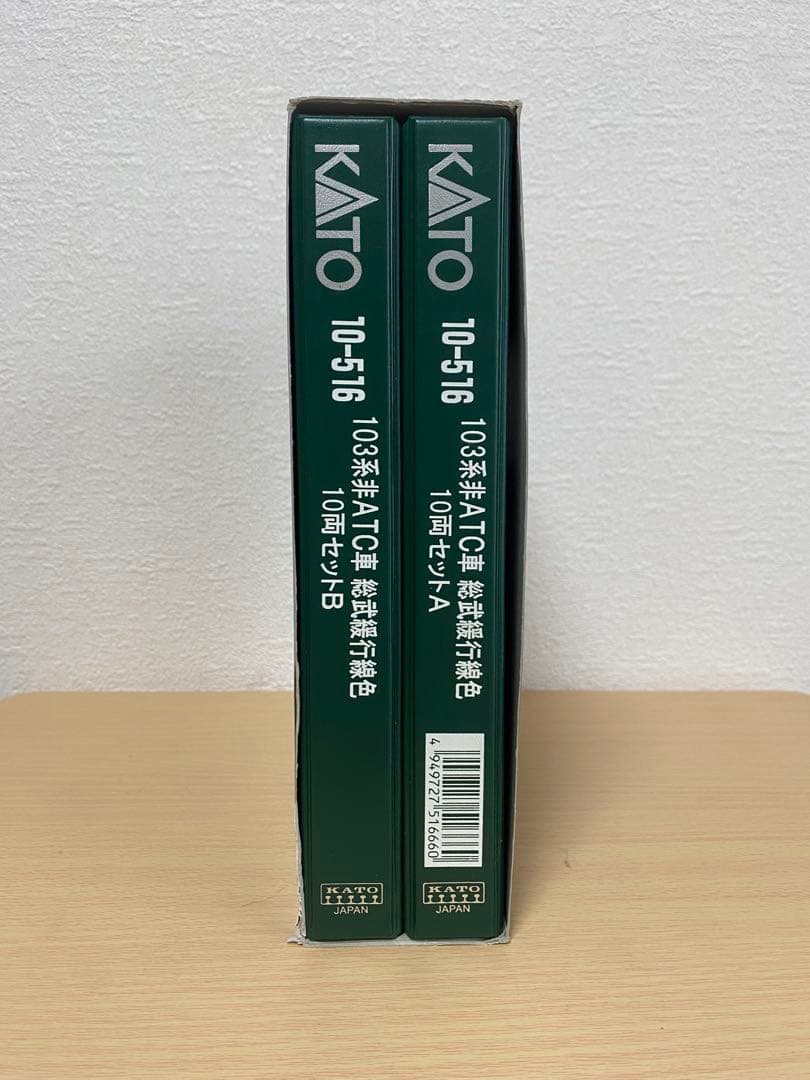 KATO
10-516
103系非ATC車 総武緩行線色
10両セットB
KATO
JAPAN
KATO
10-516
103系非ATC車 総武緩行線色
10両セットA
4 949727 516660
KATO
JAPAN